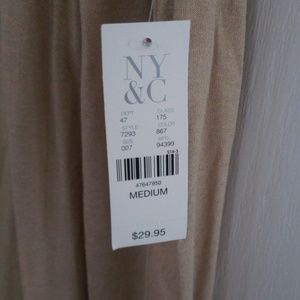 NY
&C
DEPT CLASS
47 175
STYLE COLOR
7293 867
SIZE MFG
007 94399
47647950
MEDIUM
$29.95